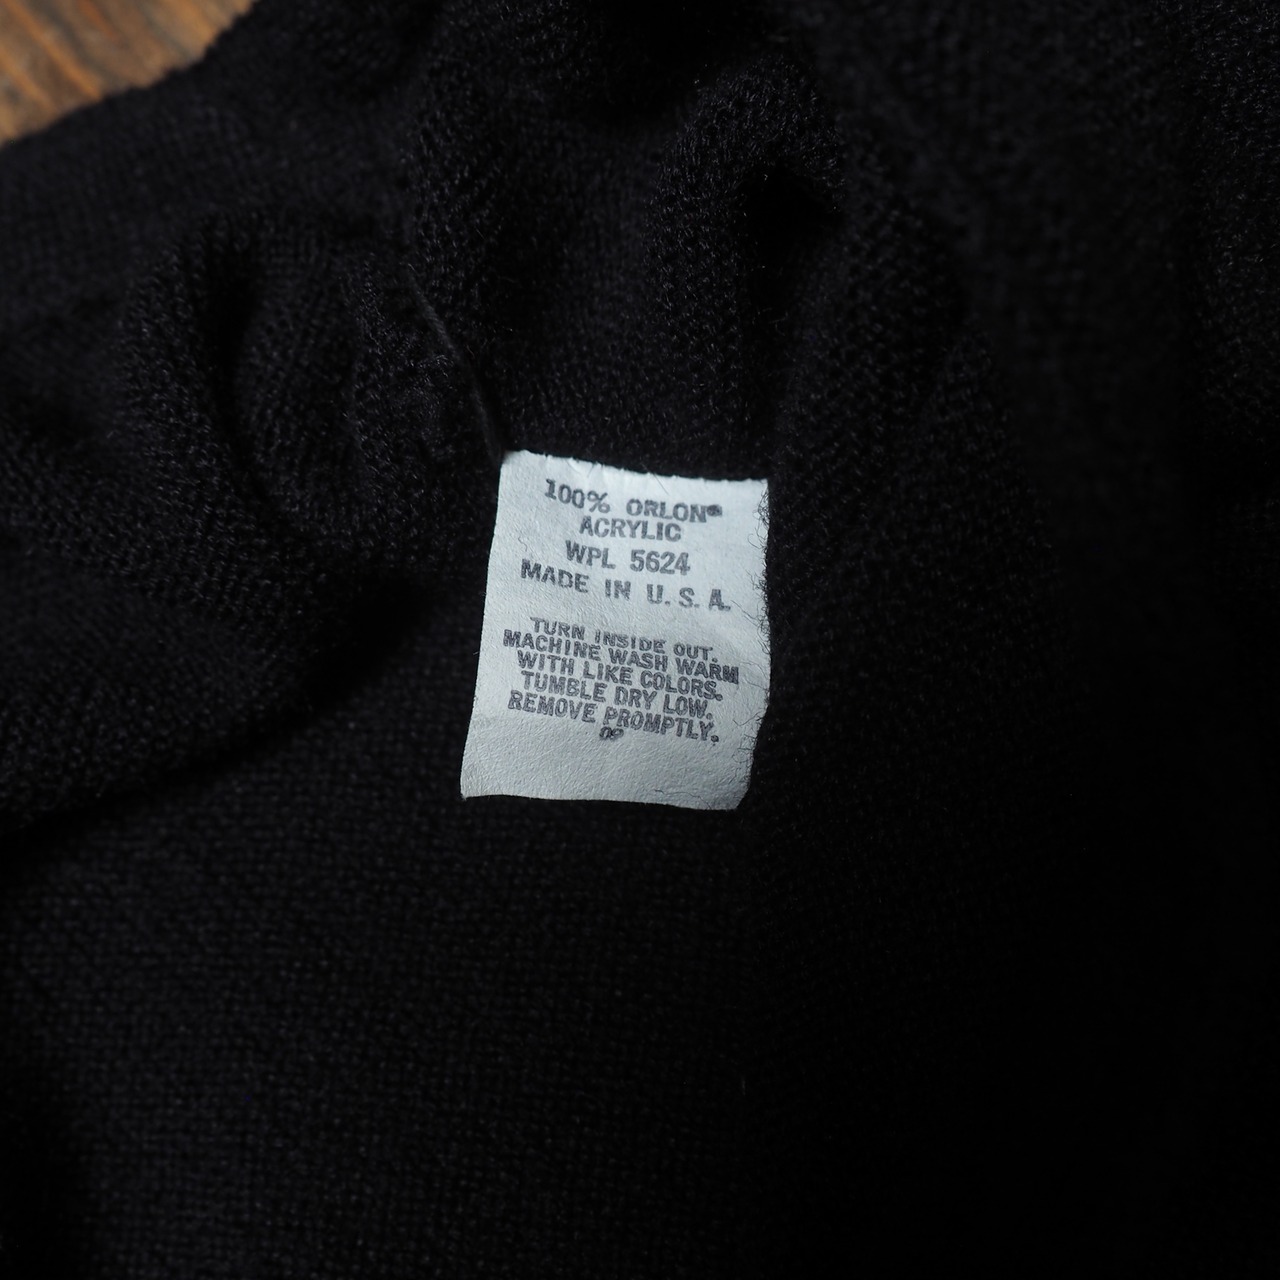 100% ORLON®
ACRYLIC
WPL 5624
MADE IN U.S.A.
TURN INSIDE OUT.
MACHINE WASH WARM
WITH LIKE COLORS.
TUMBLE DRY LOW.
REMOVE PROMPTLY.